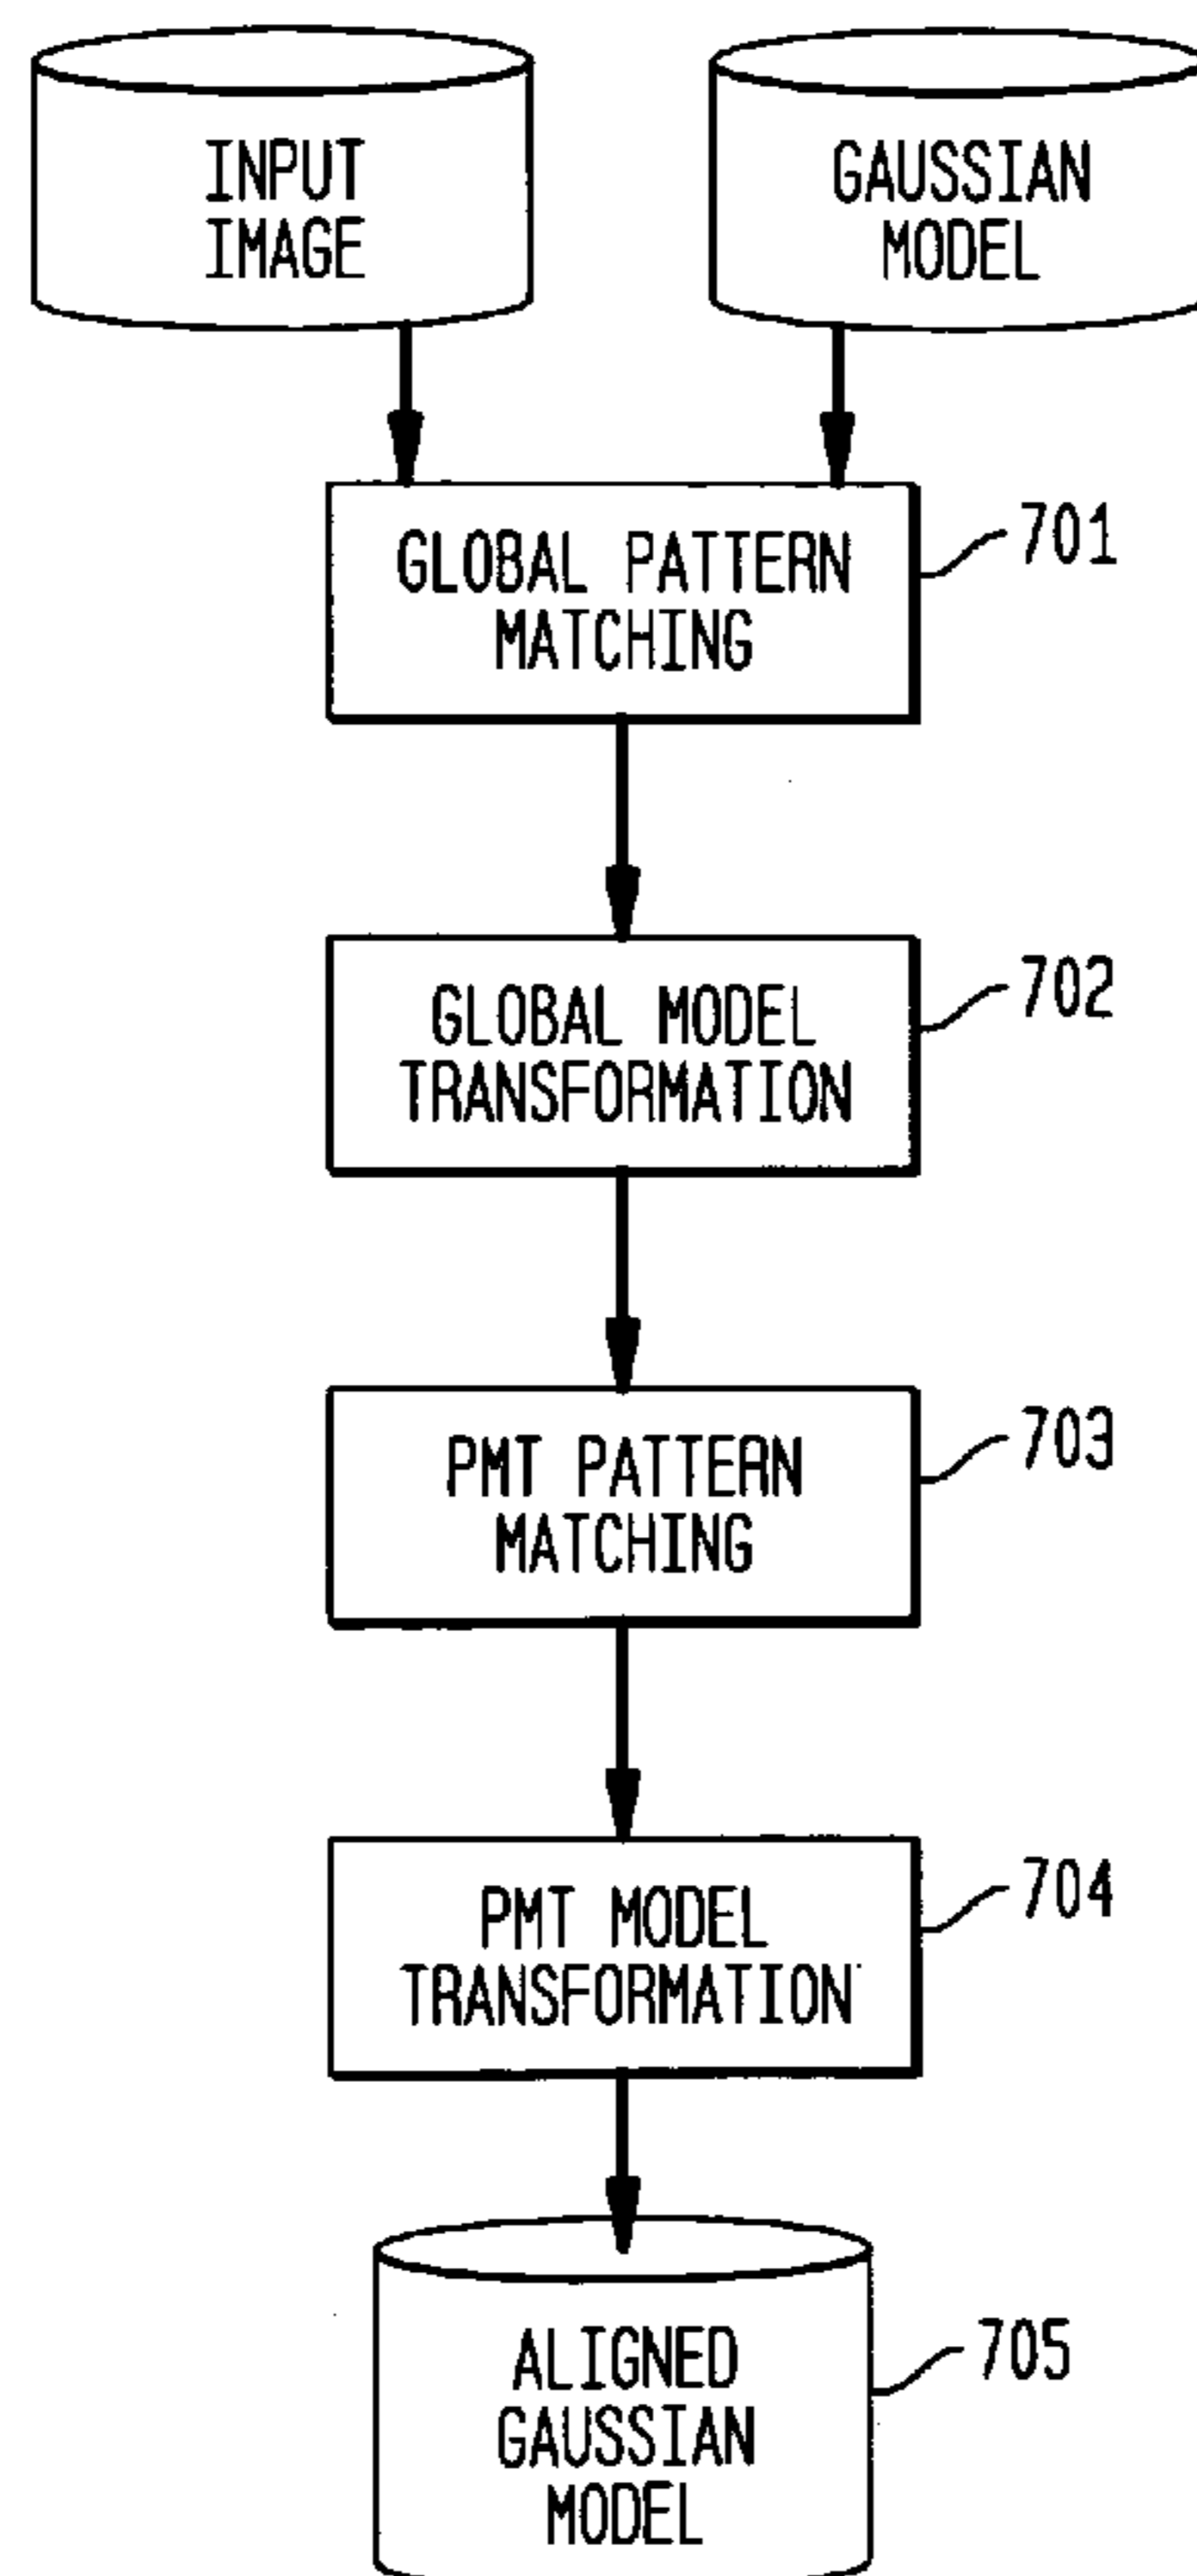 INPUT
IMAGE
GAUSSIAN
MODEL
GLOBAL PATTERN
MATCHING
701
GLOBAL MODEL
TRANSFORMATION
702
PMT PATTERN
MATCHING
703
PMT MODEL
TRANSFORMATION
704
ALIGNED
GAUSSIAN
MODEL
705